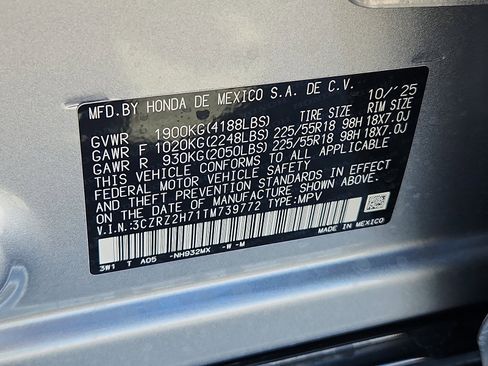 MFD.BY HONDA DE MEXICO S.A. DE C.V. 10/'25
TIRE SIZE RIM SIZE
GVWR 1900KG(4188LBS)
GAWR F 1020KG(2248LBS) 225/55R18 98H 18X7.0J
GAWR R 930KG(2050LBS) 225/55R18 98H 18X7.0J
THIS VEHICLE CONFORMS TO ALL APPLICABLE
FEDERAL MOTOR VEHICLE SAFETY
STANDARDS IN EFFECT ON THE DATE OF
MANUFACTURE SHOWN ABOVE.
V.I.N.:3CZRZ2H71TM739772 TYPE:MPV
3W1 T A05 -NH932MX -W -M
MADE IN MEXICO